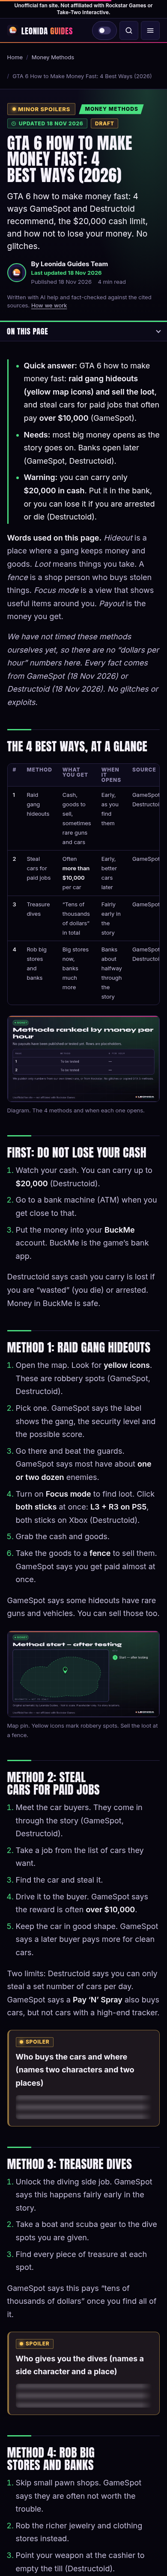 Unofficial fan site. Not affiliated with Rockstar Games or
Take-Two Interactive.
LEONIDA GUIDES
Home / Money Methods
/ GTA 6 How to Make Money Fast: 4 Best Ways (2026)
MINOR SPOILERS
MONEY METHODS
UPDATED 18 NOV 2026
DRAFT
GTA 6 HOW TO MAKE
MONEY FAST: 4
BEST WAYS (2026)
GTA 6 how to make money fast: 4
ways GameSpot and Destructoid
recommend, the $20,000 cash limit,
and how not to lose your money. No
glitches.
By Leonida Guides Team
Last updated 18 Nov 2026
Published 18 Nov 2026 4 min read
Written with AI help and fact-checked against the cited
sources. How we work
ON THIS PAGE
• Quick answer: GTA 6 how to make
money fast: raid gang hideouts
(yellow map icons) and sell the loot,
and steal cars for paid jobs that often
pay over $10,000 (GameSpot).
• Needs: most big money opens as the
story goes on. Banks open later
(GameSpot, Destructoid).
• Warning: you can carry only
$20,000 in cash. Put it in the bank,
or you can lose it if you are arrested
or die (Destructoid).
Words used on this page. Hideout is a
place where a gang keeps money and
goods. Loot means things you take. A
fence is a shop person who buys stolen
things. Focus mode is a view that shows
useful items around you. Payout is the
money you get.
We have not timed these methods
ourselves yet, so there are no "dollars per
hour" numbers here. Every fact comes
from GameSpot (18 Nov 2026) or
Destructoid (18 Nov 2026). No glitches or
exploits.
THE 4 BEST WAYS, AT A GLANCE
# METHOD WHAT YOU GET WHEN IT OPENS SOURCE
1 Raid gang hideouts Cash, goods to sell, sometimes rare guns and cars Early, as you find them GameSpot
2 Steal cars for paid jobs Often more than $10,000 per car Early, better cars later GameSpot
3 Treasure dives "Tens of thousands of dollars" in total Fairly early in the story GameSpot
4 Rob big stores and banks Big stores now, banks much more Banks about halfway through the story GameSpot
Methods ranked by money per
hour
Diagram. The 4 methods and when each one opens.
FIRST: DO NOT LOSE YOUR CASH
1. Watch your cash. You can carry up to
$20,000 (Destructoid).
2. Go to a bank machine (ATM) when you
get close to that.
3. Put the money into your BuckMe
account. BuckMe is the game's bank
app.
Destructoid says cash you carry is lost if
you are "wasted" (you die) or arrested.
Money in BuckMe is safe.
METHOD 1: RAID GANG HIDEOUTS
1. Open the map. Look for yellow icons.
These are robbery spots (GameSpot,
Destructoid).
2. Pick one. GameSpot says the label
shows the gang, the security level and
the possible score.
3. Go there and beat the guards.
GameSpot says most have about one
or two dozen enemies.
4. Turn on Focus mode to find loot. Click
both sticks at once: L3 + R3 on PS5,
both sticks on Xbox (Destructoid).
5. Grab the cash and goods.
6. Take the goods to a fence to sell them.
GameSpot says you get paid almost at
once.
GameSpot says some hideouts have rare
guns and vehicles. You can sell those too.
Method start — after testing
Map pin. Yellow icons mark robbery spots. Sell the loot at
a fence.
METHOD 2: STEAL
CARS FOR PAID JOBS
1. Meet the car buyers. They come in
through the story (GameSpot,
Destructoid).
2. Take a job from the list of cars they
want.
3. Find the car and steal it.
4. Drive it to the buyer. GameSpot says
the reward is often over $10,000.
5. Keep the car in good shape. GameSpot
says a later buyer pays more for clean
cars.
Two limits: Destructoid says you can only
steal a set number of cars per day.
GameSpot says a Pay 'N' Spray also buys
cars, but not cars with a high-end tracker.
SPOILER
Who buys the cars and where
(names two characters and two
places)
METHOD 3: TREASURE DIVES
1. Unlock the diving side job. GameSpot
says this happens fairly early in the
story.
2. Take a boat and scuba gear to the dive
spots you are given.
3. Find every piece of treasure at each
spot.
GameSpot says this pays "tens of
thousands of dollars" once you find all of
it.
SPOILER
Who gives you the dives (names a
side character and a place)
METHOD 4: ROB BIG
STORES AND BANKS
1. Skip small pawn shops. GameSpot
says they are often not worth the
trouble.
2. Rob the richer jewelry and clothing
stores instead.
3. Point your weapon at the cashier to
empty the till (Destructoid).